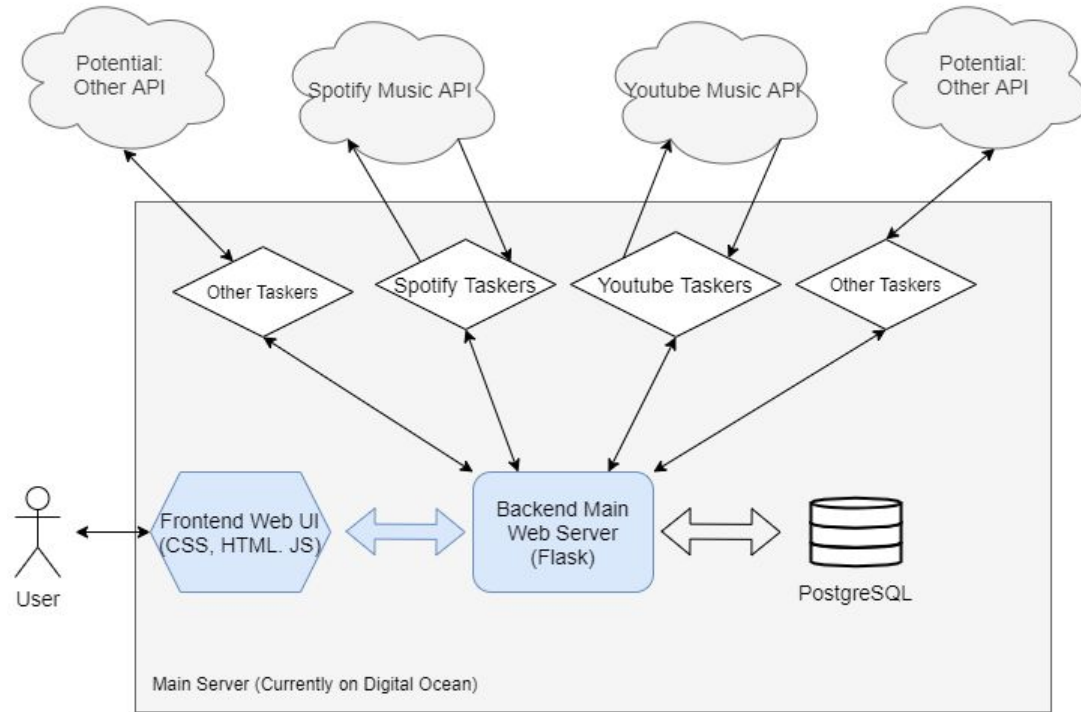 Potential:
Other API
Spotify Music API
Youtube Music API
Potential:
Other API
Other Taskers
Spotify Taskers
Youtube Taskers
Other Taskers
Frontend Web UI
(CSS, HTML. JS)
Backend Main
Web Server
(Flask)
User
PostgreSQL
Main Server (Currently on Digital Ocean)